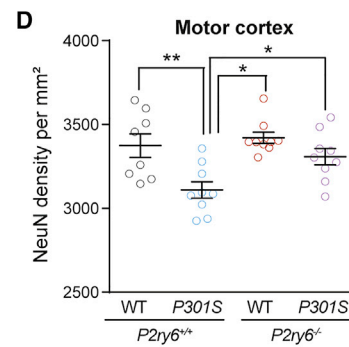 D
Motor cortex
NeuN density per mm²
4000
3500
3000
2500
** * *
WT P301S WT P301S
P2ry6+/+ P2ry6-/-